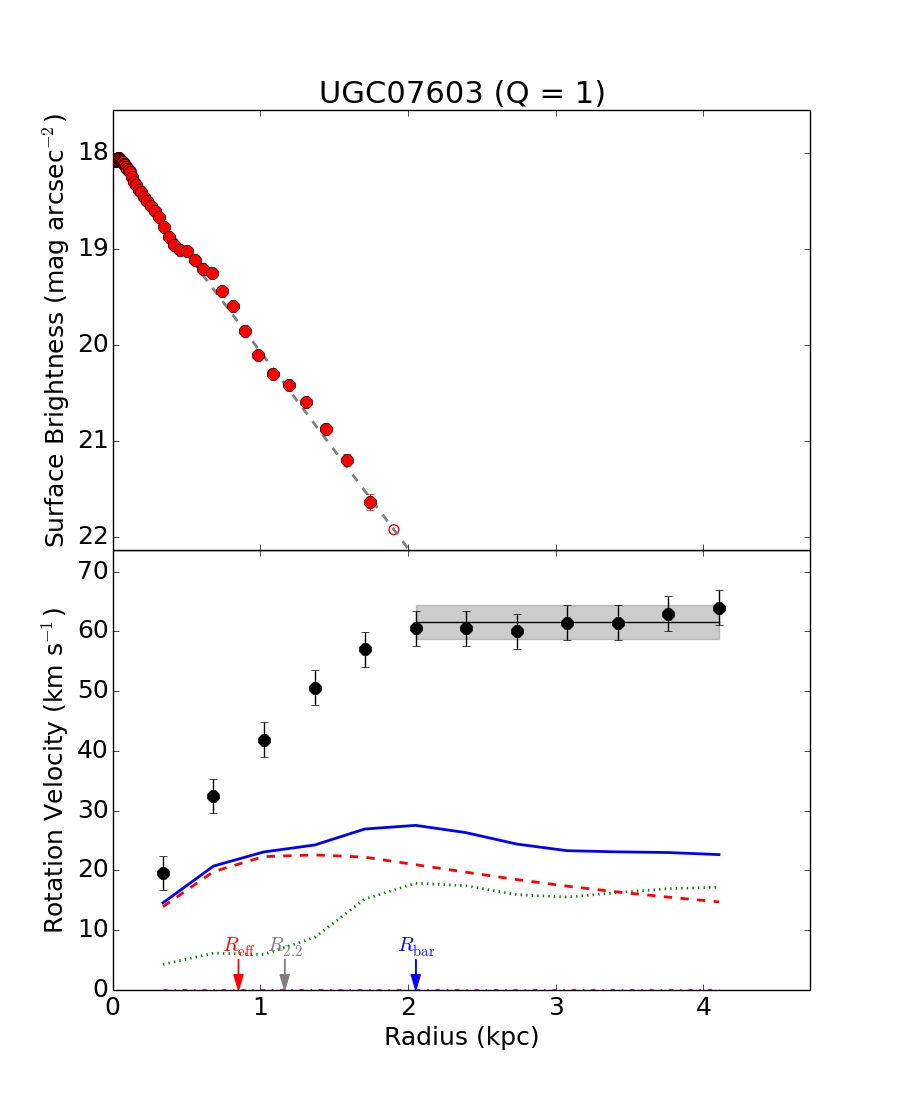 UGC07603 (Q = 1)
Surface Brightness (mag arcsec⁻²)
18
19
20
21
22
Rotation Velocity (km s⁻¹)
70
60
50
40
30
20
10
0
R_eff R_2.2 R_bar
0 1 2 3 4
Radius (kpc)